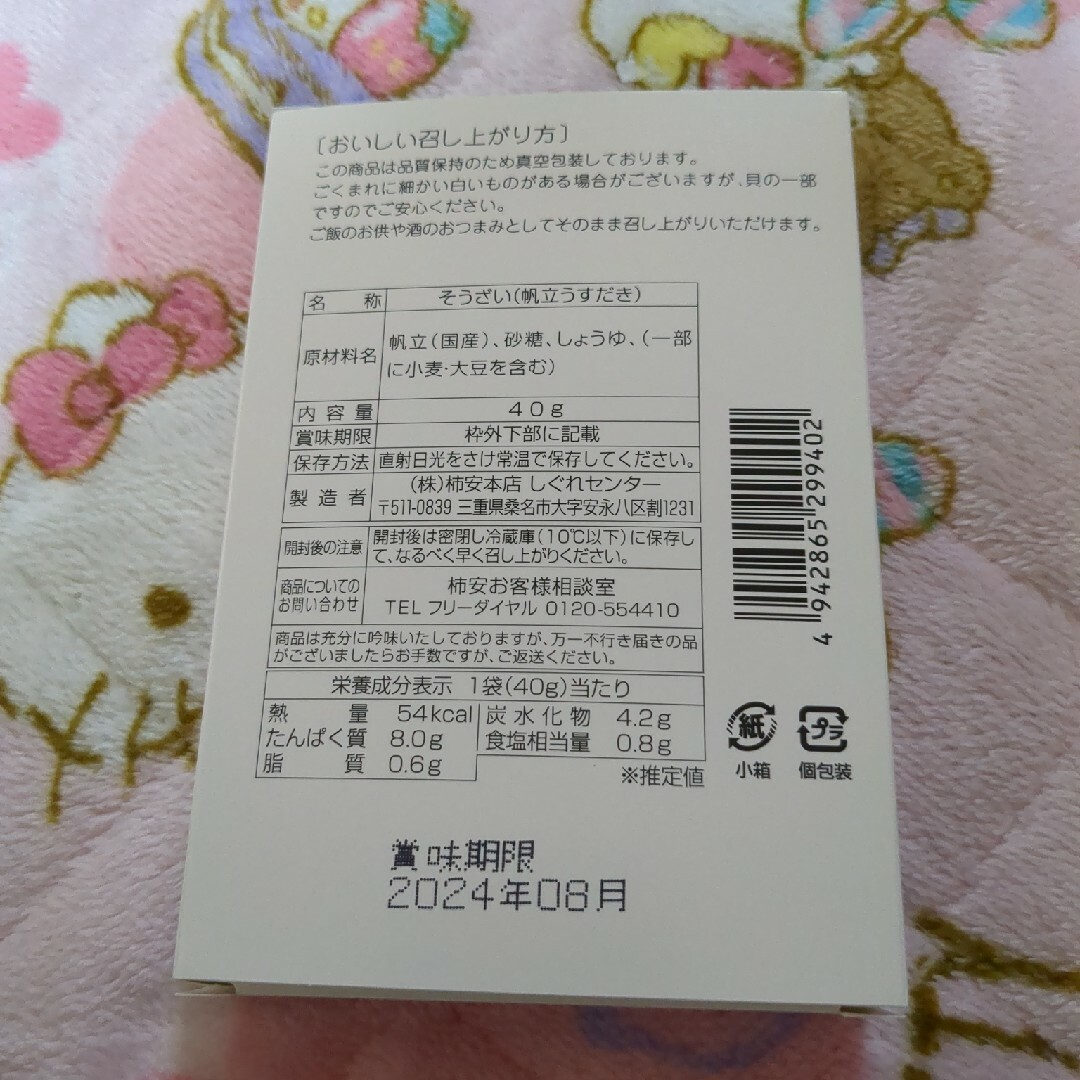 ［おいしい召し上がり方］
この商品は品質保持のため真空包装しております。
ごくまれに細かい白いものがある場合がございますが、貝の一部
ですのでご安心ください。
ご飯のお供や酒のおつまみとしてそのまま召し上がりいただけます。
名 称 そうざい（帆立うすだき）
原材料名 帆立（国産）、砂糖、しょうゆ、（一部
に小麦・大豆を含む）
内容量 40g
賞味期限 枠外下部に記載
保存方法 直射日光をさけ常温で保存してください。
製造者 （株）柿安本店 しぐれセンター
〒511-0839 三重県桑名市大字安永八区割1231
開封後の注意 開封後は密閉し冷蔵庫（10℃以下）に保存し
て、なるべく早く召し上がりください。
商品についての
お問い合わせ
柿安お客様相談室
TEL フリーダイヤル 0120-554410
商品は充分に吟味いたしておりますが、万一不行き届きの品
がございましたらお手数ですが、ご返送ください。
栄養成分表示 1袋（40g）当たり
熱 量 54kcal 炭水化物 4.2g
たんぱく質 8.0g 食塩相当量 0.8g
脂 質 0.6g
※推定値
4 942865 299402
紙
小箱
プラ
個包装
賞味期限
2024年08月